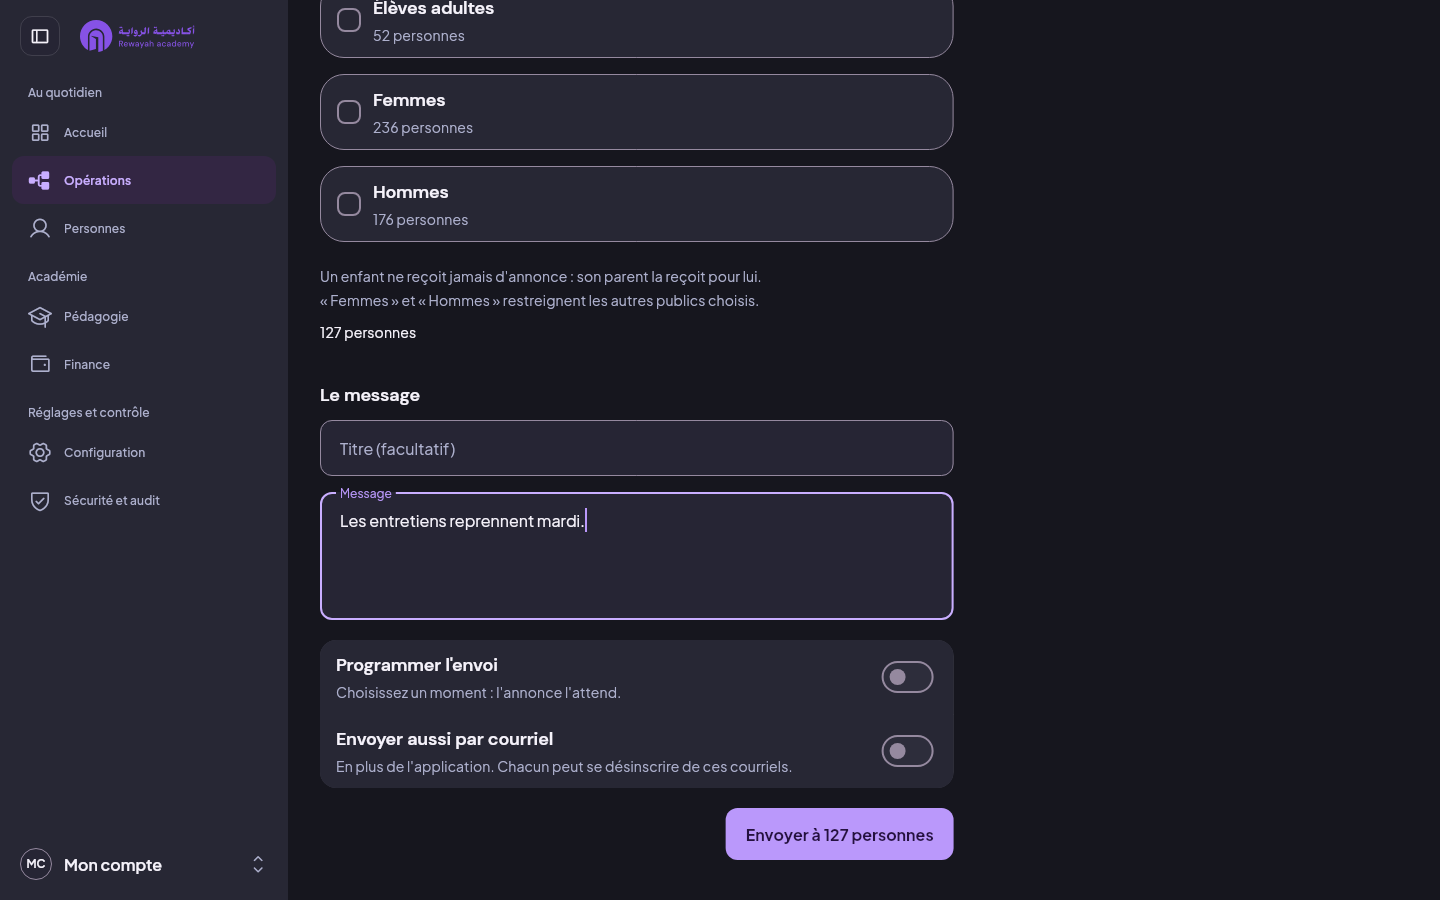 أكاديمية الرواية
Rewayah academy
Au quotidien
Accueil
Opérations
Personnes
Académie
Pédagogie
Finance
Réglages et contrôle
Configuration
Sécurité et audit
MC
Mon compte
Élèves adultes
52 personnes
Femmes
236 personnes
Hommes
176 personnes
Un enfant ne reçoit jamais d'annonce : son parent la reçoit pour lui.
« Femmes » et « Hommes » restreignent les autres publics choisis.
127 personnes
Le message
Titre (facultatif)
Message
Les entretiens reprennent mardi.
Programmer l'envoi
Choisissez un moment : l'annonce l'attend.
Envoyer aussi par courriel
En plus de l'application. Chacun peut se désinscrire de ces courriels.
Envoyer à 127 personnes